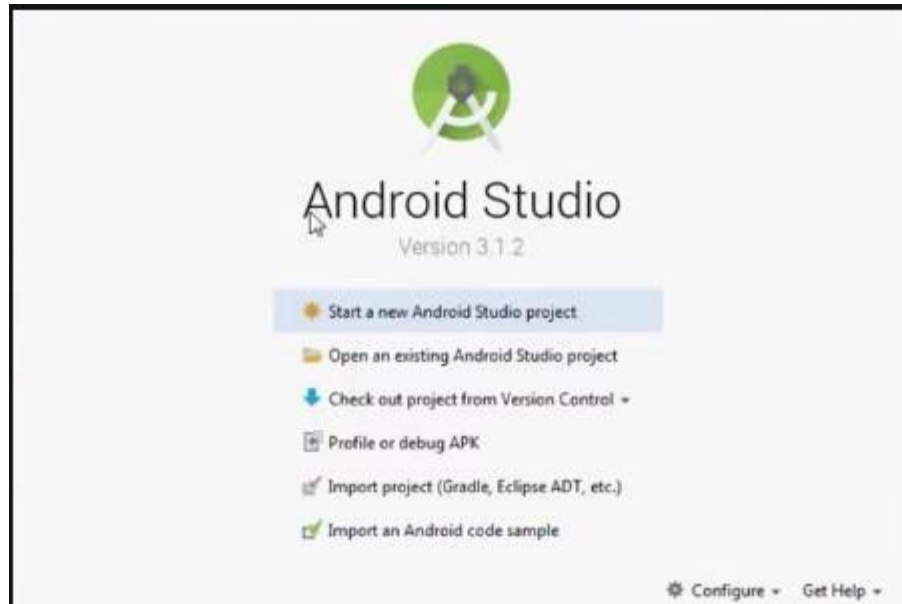 Android Studio
Version 3.1.2
Start a new Android Studio project
Open an existing Android Studio project
Check out project from Version Control
Profile or debug APK
Import project (Gradle, Eclipse ADT, etc.)
Import an Android code sample
Configure Get Help